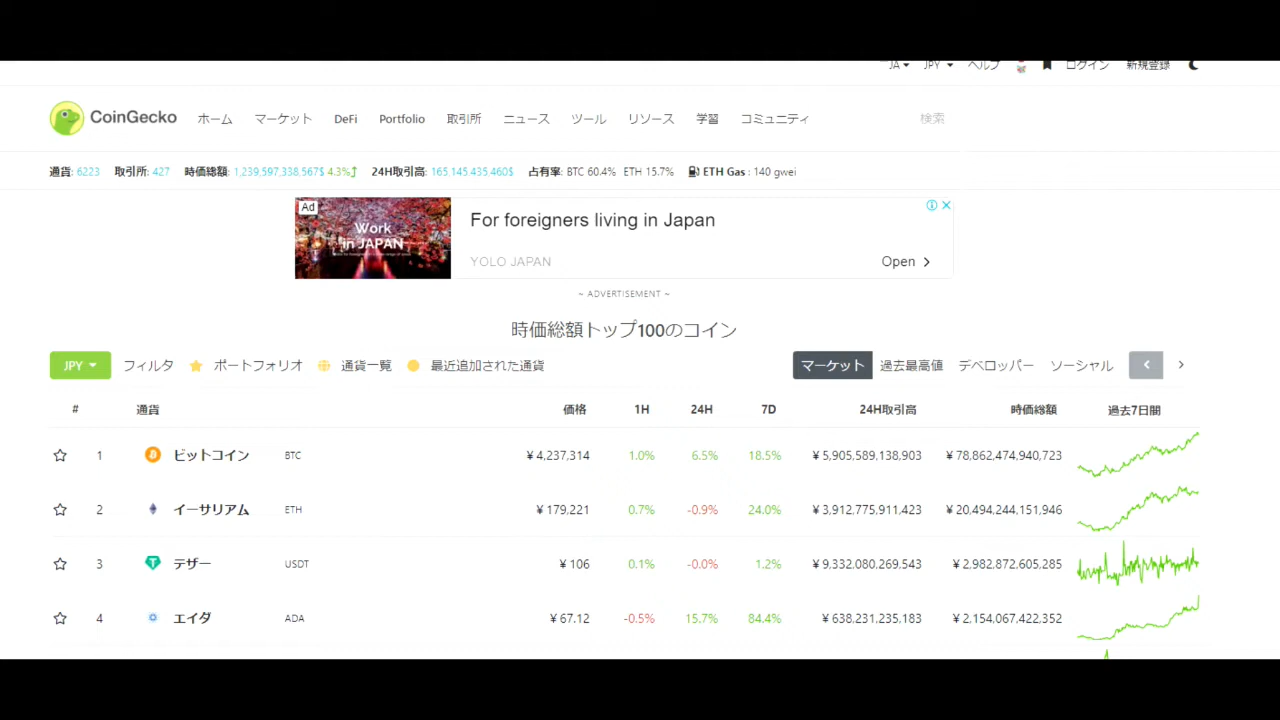 JA JPY ヘルプ ログイン 新規登録
CoinGecko ホーム マーケット DeFi Portfolio 取引所 ニュース ツール リソース 学習 コミュニティ 検索
通貨: 6223 取引所: 427 時価総額: 1,239,597,338,567$ 4.3% 24H取引高: 165,145,435,460$ 占有率: BTC 60.4% ETH 15.7% ETH Gas : 140 gwei
Ad
Work
in JAPAN
For foreigners living in Japan
YOLO JAPAN
Open
~ ADVERTISEMENT ~
時価総額トップ100のコイン
JPY フィルタ ポートフォリオ 通貨一覧 最近追加された通貨 マーケット 過去最高値 デベロッパー ソーシャル
# 通貨 価格 1H 24H 7D 24H取引高 時価総額 過去7日間
1 ビットコイン BTC ¥ 4,237,314 1.0% 6.5% 18.5% ¥ 5,905,589,138,903 ¥ 78,862,474,940,723
2 イーサリアム ETH ¥ 179,221 0.7% -0.9% 24.0% ¥ 3,912,775,911,423 ¥ 20,494,244,151,946
3 テザー USDT ¥ 106 0.1% -0.0% 1.2% ¥ 9,332,080,269,543 ¥ 2,982,872,605,285
4 エイダ ADA ¥ 67.12 -0.5% 15.7% 84.4% ¥ 638,231,235,183 ¥ 2,154,067,422,352